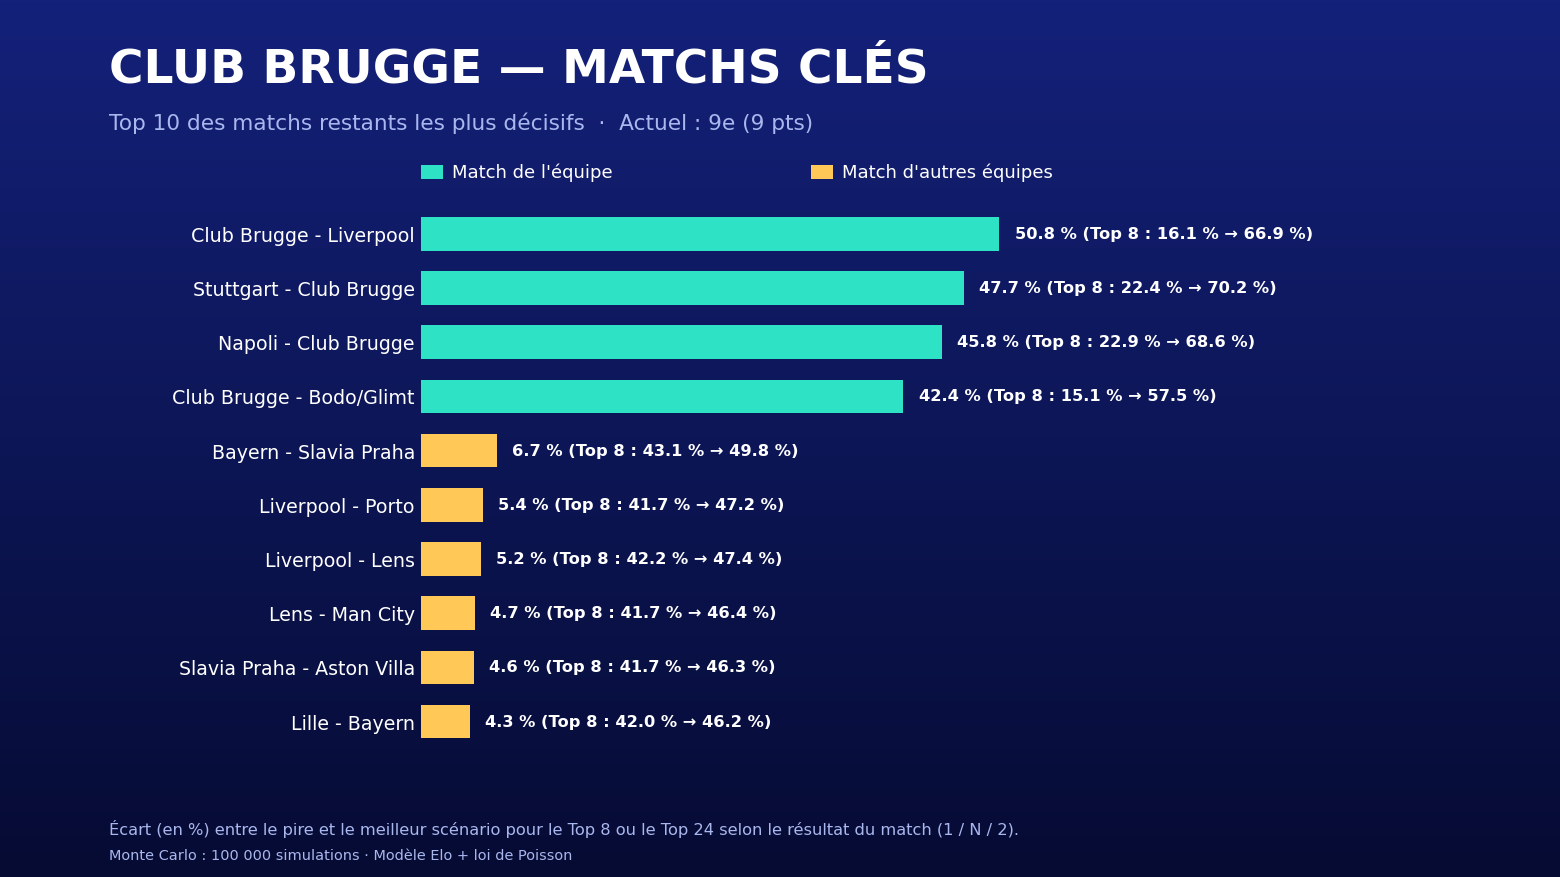 CLUB BRUGGE — MATCHS CLÉS
Top 10 des matchs restants les plus décisifs · Actuel : 9e (9 pts)
Match de l'équipe
Match d'autres équipes
Club Brugge - Liverpool 50.8 % (Top 8 : 16.1 % → 66.9 %)
Stuttgart - Club Brugge 47.7 % (Top 8 : 22.4 % → 70.2 %)
Napoli - Club Brugge 45.8 % (Top 8 : 22.9 % → 68.6 %)
Club Brugge - Bodo/Glimt 42.4 % (Top 8 : 15.1 % → 57.5 %)
Bayern - Slavia Praha 6.7 % (Top 8 : 43.1 % → 49.8 %)
Liverpool - Porto 5.4 % (Top 8 : 41.7 % → 47.2 %)
Liverpool - Lens 5.2 % (Top 8 : 42.2 % → 47.4 %)
Lens - Man City 4.7 % (Top 8 : 41.7 % → 46.4 %)
Slavia Praha - Aston Villa 4.6 % (Top 8 : 41.7 % → 46.3 %)
Lille - Bayern 4.3 % (Top 8 : 42.0 % → 46.2 %)
Écart (en %) entre le pire et le meilleur scénario pour le Top 8 ou le Top 24 selon le résultat du match (1 / N / 2).
Monte Carlo : 100 000 simulations · Modèle Elo + loi de Poisson